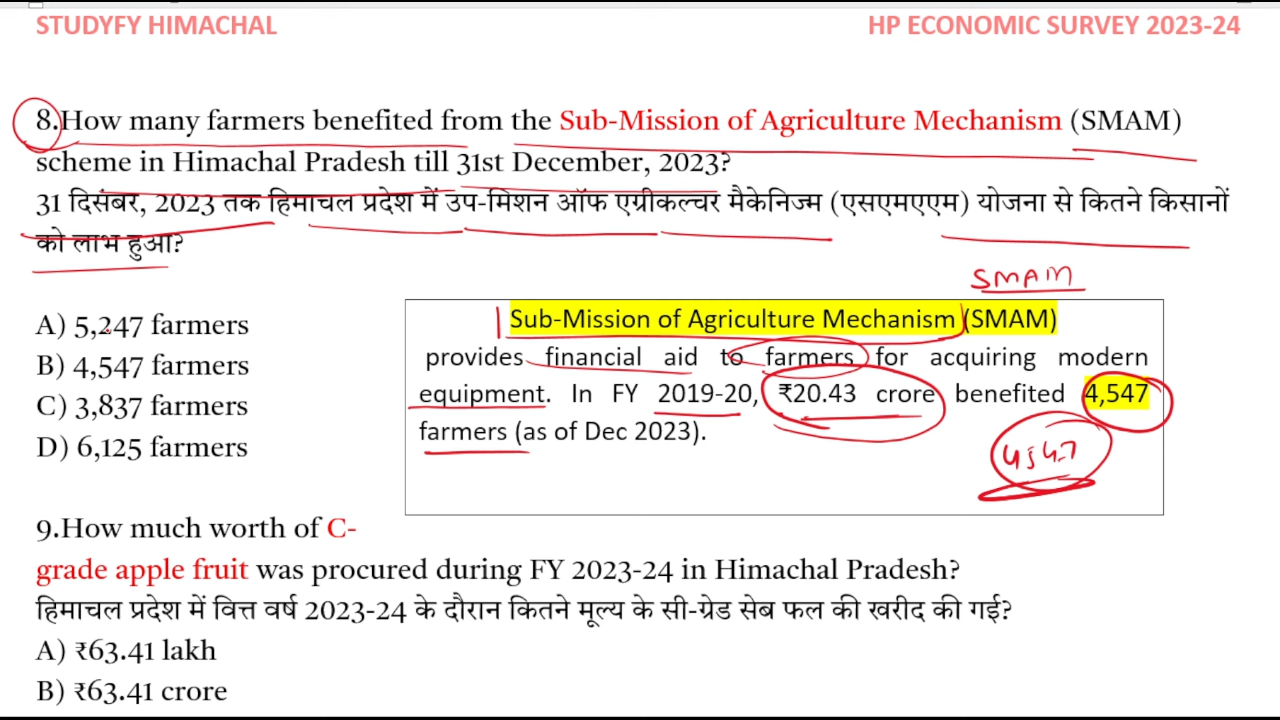 STUDYFY HIMACHAL
HP ECONOMIC SURVEY 2023-24
8.How many farmers benefited from the Sub-Mission of Agriculture Mechanism (SMAM)
scheme in Himachal Pradesh till 31st December, 2023?
31 दिसंबर, 2023 तक हिमाचल प्रदेश में उप-मिशन ऑफ एग्रीकल्चर मैकेनिज्म (एसएमएएम) योजना से कितने किसानों
को लाभ हुआ?
A) 5,247 farmers
B) 4,547 farmers
C) 3,837 farmers
D) 6,125 farmers
SMAM
Sub-Mission of Agriculture Mechanism (SMAM)
provides financial aid to farmers for acquiring modern
equipment. In FY 2019-20, ₹20.43 crore benefited 4,547
farmers (as of Dec 2023).
4547
9.How much worth of C-
grade apple fruit was procured during FY 2023-24 in Himachal Pradesh?
हिमाचल प्रदेश में वित्त वर्ष 2023-24 के दौरान कितने मूल्य के सी-ग्रेड सेब फल की खरीद की गई?
A) ₹63.41 lakh
B) ₹63.41 crore